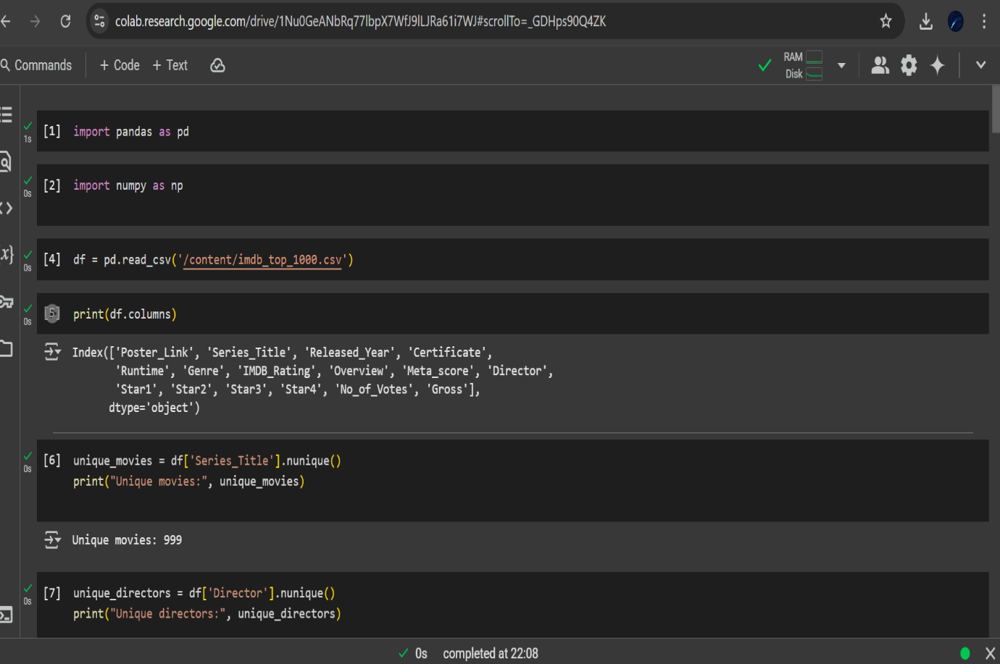 colab.research.google.com/drive/1Nu0GeANbRq77lbpX7WfJ9lLJRa61i7WJ#scrollTo=_GDHps90Q4ZK
Commands + Code + Text
RAM
Disk
1s
[1] import pandas as pd
0s
[2] import numpy as np
0s
[4] df = pd.read_csv('/content/imdb_top_1000.csv')
0s
[5] print(df.columns)
Index(['Poster_Link', 'Series_Title', 'Released_Year', 'Certificate',
'Runtime', 'Genre', 'IMDB_Rating', 'Overview', 'Meta_score', 'Director',
'Star1', 'Star2', 'Star3', 'Star4', 'No_of_Votes', 'Gross'],
dtype='object')
0s
[6] unique_movies = df['Series_Title'].nunique()
print("Unique movies:", unique_movies)
Unique movies: 999
0s
[7] unique_directors = df['Director'].nunique()
print("Unique directors:", unique_directors)
0s completed at 22:08